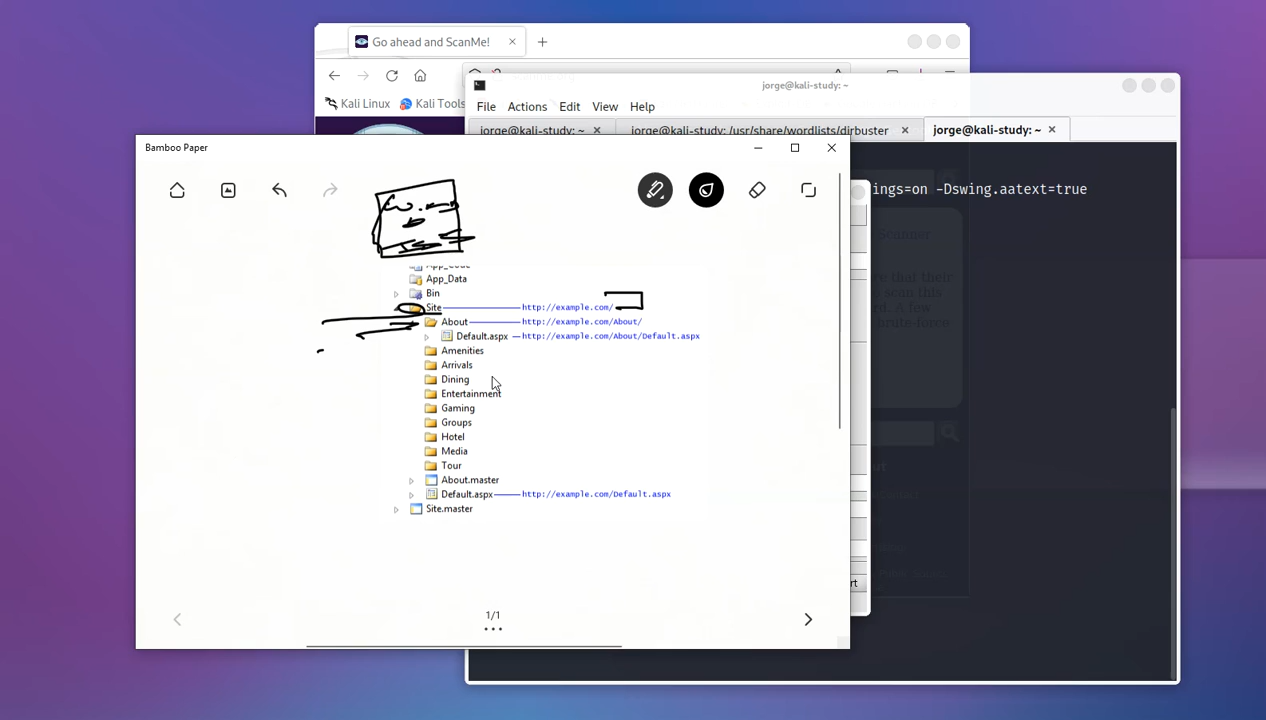 Go ahead and ScanMe!
jorge@kali-study: ~
Kali Linux
Kali Tools
File Actions Edit View Help
jorge@kali-study: ~
jorge@kali-study: /usr/share/wordlists/dirbuster
jorge@kali-study: ~
Bamboo Paper
ings=on -Dswing.aatext=true
App_Code
App_Data
Bin
Site http://example.com/
About http://example.com/About/
Default.aspx http://example.com/About/Default.aspx
Amenities
Arrivals
Dining
Entertainment
Gaming
Groups
Hotel
Media
Tour
About.master
Default.aspx http://example.com/Default.aspx
Site.master
rt
1/1